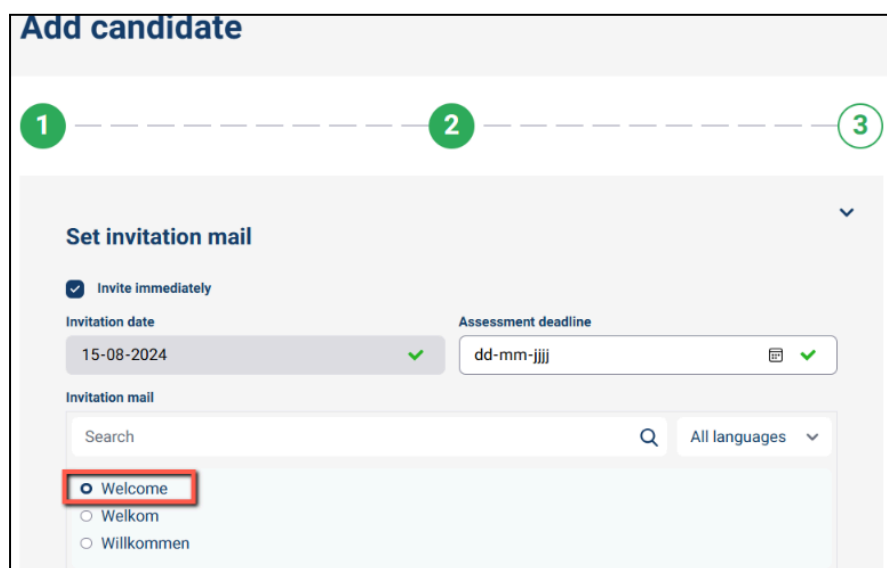 Add candidate
1 2 3
Set invitation mail
Invite immediately
Invitation date Assessment deadline
15-08-2024 dd-mm-jjjj
Invitation mail
Search All languages
Welcome
Welkom
Willkommen